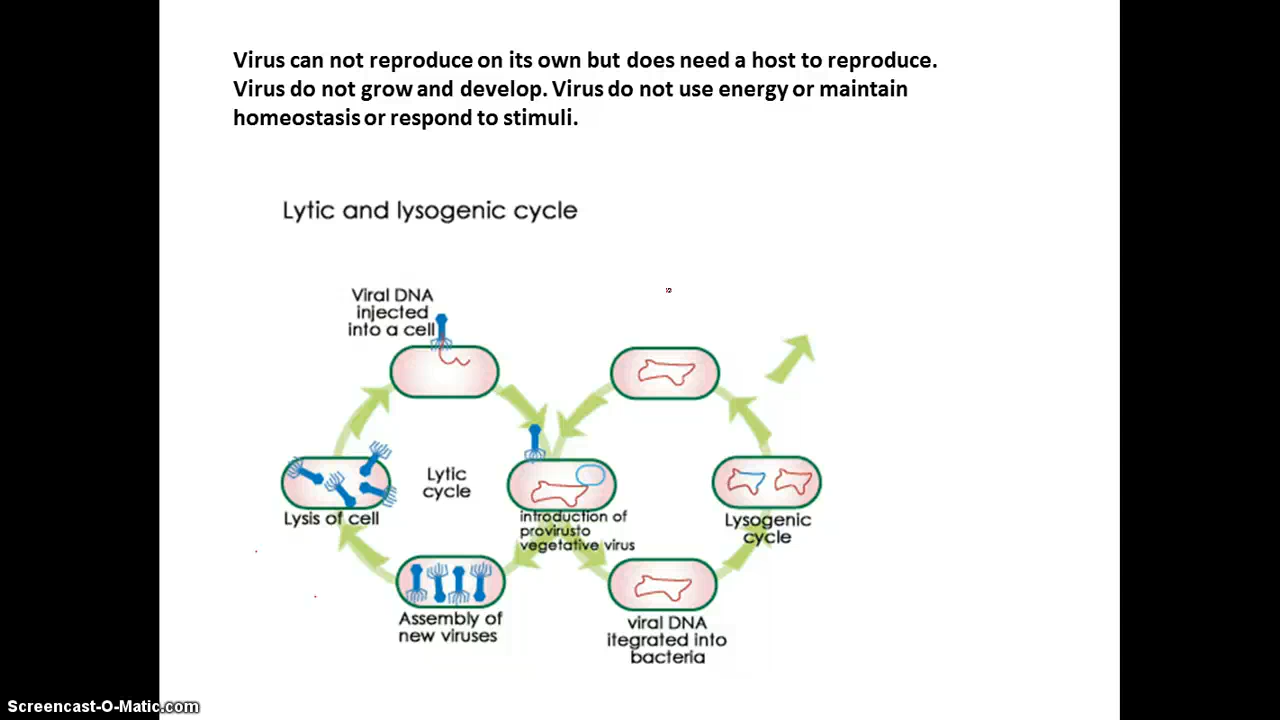 Virus can not reproduce on its own but does need a host to reproduce.
Virus do not grow and develop. Virus do not use energy or maintain
homeostasis or respond to stimuli.
Lytic and lysogenic cycle
Viral DNA
injected
into a cell
Lytic
cycle
Lysis of cell
introduction of
provirusto
vegetative virus
Lysogenic
cycle
Assembly of
new viruses
viral DNA
itegrated into
bacteria
Screencast-O-Matic.com